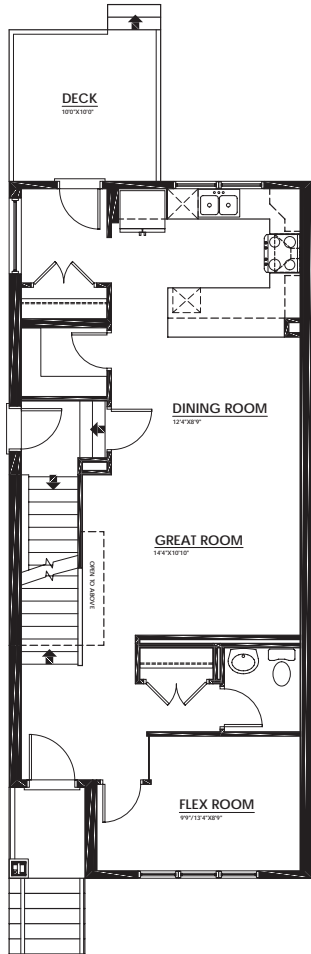 DECK
10'0"X10'0"
DINING ROOM
12'4"X8'9"
GREAT ROOM
14'4"X10'10"
OPEN TO ABOVE
FLEX ROOM
9'9"/13'4"X8'9"